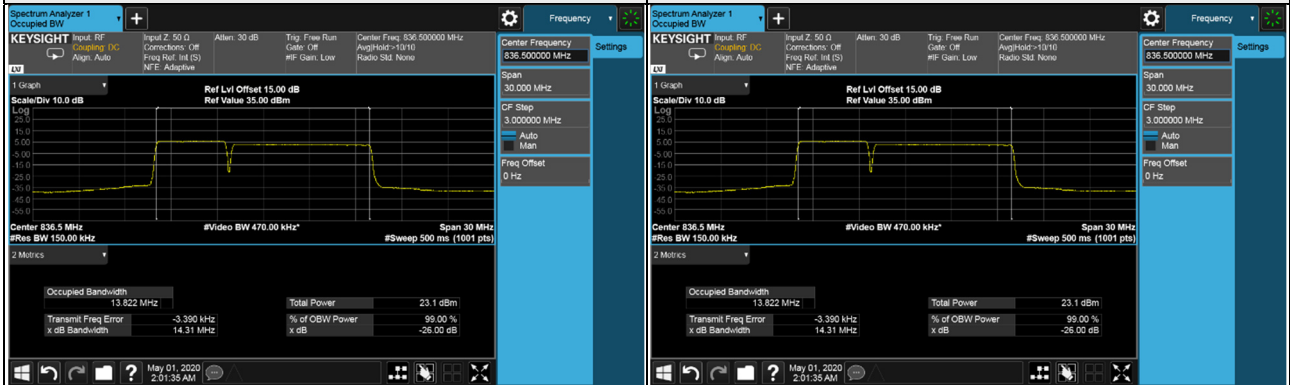 Spectrum Analyzer 1
Occupied BW
Frequency
KEYSIGHT
Input: RF
Coupling: DC
Align: Auto
Input Z: 50 Ω
Corrections: Off
Freq Ref: Int (S)
NFE: Adaptive
Atten: 30 dB
Trig: Free Run
Gate: Off
#IF Gain: Low
Center Freq: 836.500000 MHz
Avg|Hold:>10/10
Radio Std: None
LXI
Center Frequency
836.500000 MHz
Settings
Span
30.000 MHz
CF Step
3.000000 MHz
Auto
Man
Freq Offset
0 Hz
1 Graph
Scale/Div 10.0 dB
Ref Lvl Offset 15.00 dB
Ref Value 35.00 dBm
Log
25.0
15.0
5.00
-5.00
-15.0
-25.0
-35.0
-45.0
-55.0
Center 836.5 MHz
#Res BW 150.00 kHz
#Video BW 470.00 kHz*
Span 30 MHz
#Sweep 500 ms (1001 pts)
2 Metrics
Occupied Bandwidth
13.822 MHz
Transmit Freq Error -3.390 kHz
x dB Bandwidth 14.31 MHz
Total Power 23.1 dBm
% of OBW Power 99.00 %
x dB -26.00 dB
?
May 01, 2020
2:01:35 AM
Spectrum Analyzer 1
Occupied BW
Frequency
KEYSIGHT
Input: RF
Coupling: DC
Align: Auto
Input Z: 50 Ω
Corrections: Off
Freq Ref: Int (S)
NFE: Adaptive
Atten: 30 dB
Trig: Free Run
Gate: Off
#IF Gain: Low
Center Freq: 836.500000 MHz
Avg|Hold:>10/10
Radio Std: None
LXI
Center Frequency
836.500000 MHz
Settings
Span
30.000 MHz
CF Step
3.000000 MHz
Auto
Man
Freq Offset
0 Hz
1 Graph
Scale/Div 10.0 dB
Ref Lvl Offset 15.00 dB
Ref Value 35.00 dBm
Log
25.0
15.0
5.00
-5.00
-15.0
-25.0
-35.0
-45.0
-55.0
Center 836.5 MHz
#Res BW 150.00 kHz
#Video BW 470.00 kHz*
Span 30 MHz
#Sweep 500 ms (1001 pts)
2 Metrics
Occupied Bandwidth
13.822 MHz
Transmit Freq Error -3.390 kHz
x dB Bandwidth 14.31 MHz
Total Power 23.1 dBm
% of OBW Power 99.00 %
x dB -26.00 dB
?
May 01, 2020
2:01:35 AM